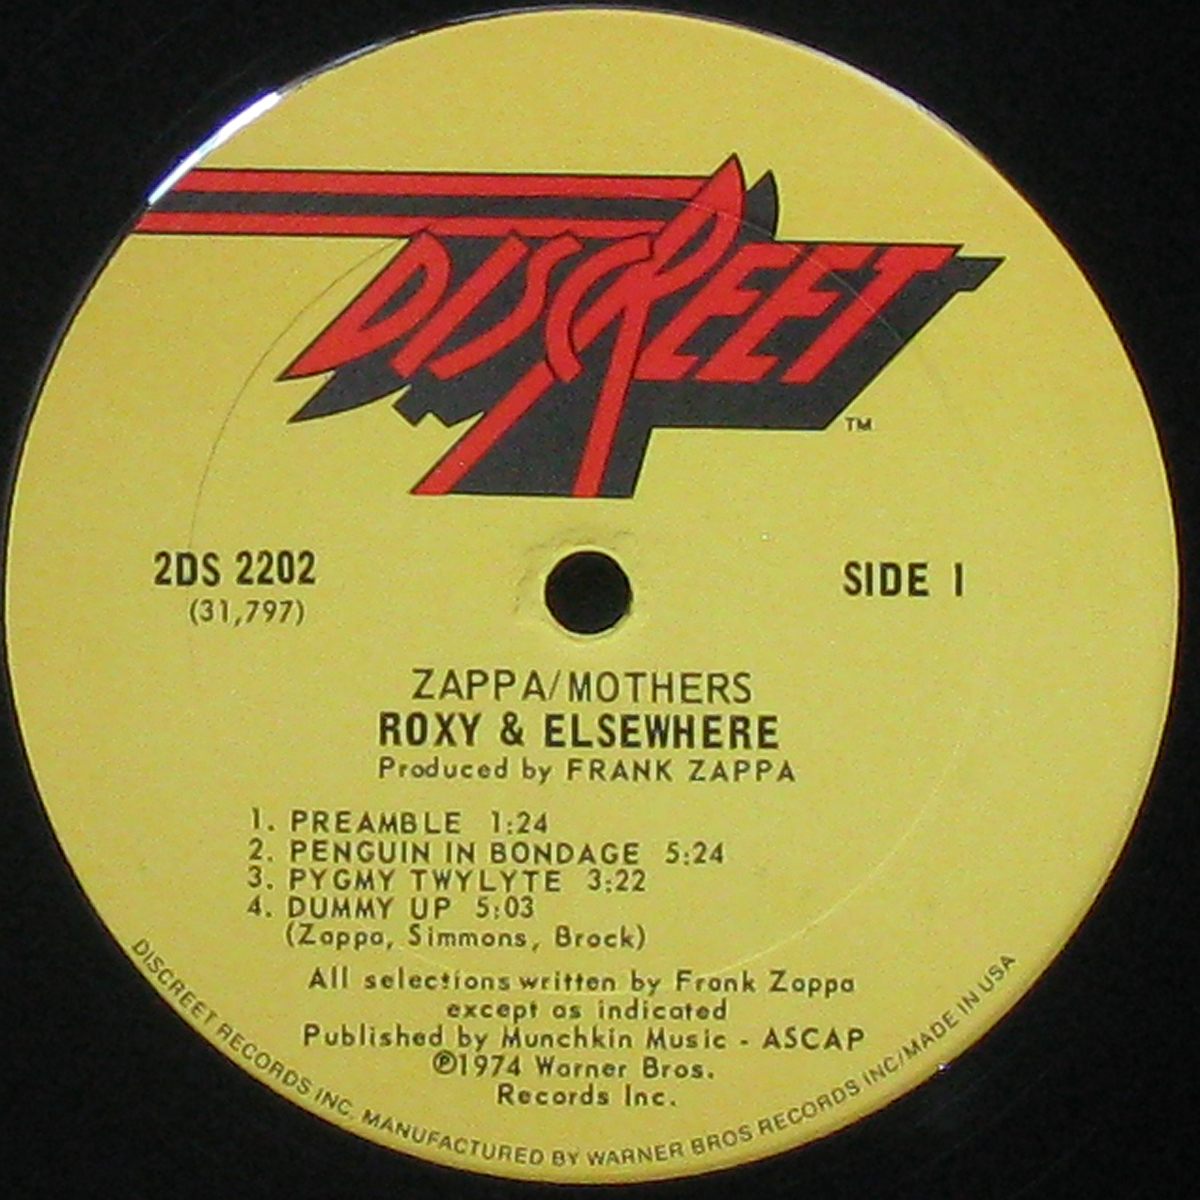 DISCREET
TM
2DS 2202
(31,797)
SIDE 1
ZAPPA/MOTHERS
ROXY & ELSEWHERE
Produced by FRANK ZAPPA
1. PREAMBLE 1:24
2. PENGUIN IN BONDAGE 5:24
3. PYGMY TWYLYTE 3:22
4. DUMMY UP 5:03
(Zappa, Simmons, Brock)
All selections written by Frank Zappa
except as indicated
Published by Munchkin Music - ASCAP
℗1974 Warner Bros.
Records Inc.
DISCREET RECORDS INC. MANUFACTURED BY WARNER BROS RECORDS INC/MADE IN USA